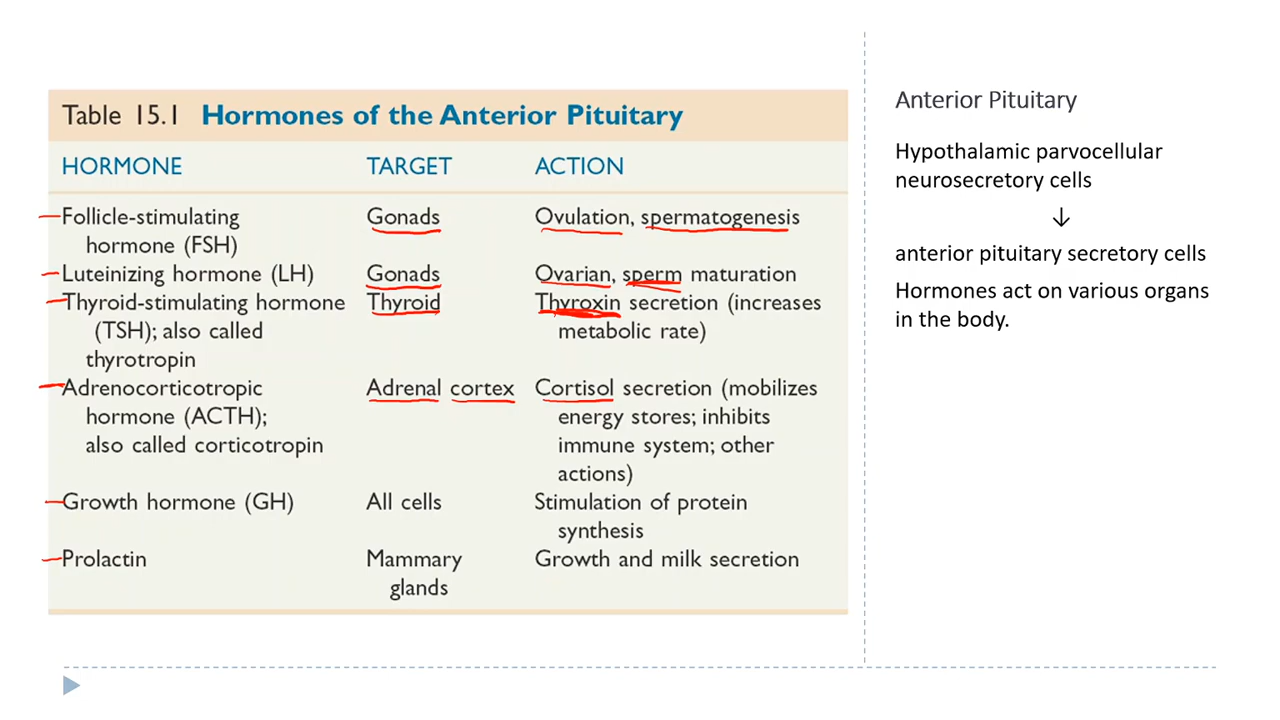 Table 15.1 Hormones of the Anterior Pituitary
HORMONE TARGET ACTION
Follicle-stimulating Gonads Ovulation, spermatogenesis
hormone (FSH)
Luteinizing hormone (LH) Gonads Ovarian, sperm maturation
Thyroid-stimulating hormone Thyroid Thyroxin secretion (increases
(TSH); also called metabolic rate)
thyrotropin
Adrenocorticotropic Adrenal cortex Cortisol secretion (mobilizes
hormone (ACTH); energy stores; inhibits
also called corticotropin immune system; other
actions)
Growth hormone (GH) All cells Stimulation of protein
synthesis
Prolactin Mammary Growth and milk secretion
glands
Anterior Pituitary
Hypothalamic parvocellular
neurosecretory cells
↓
anterior pituitary secretory cells
Hormones act on various organs
in the body.